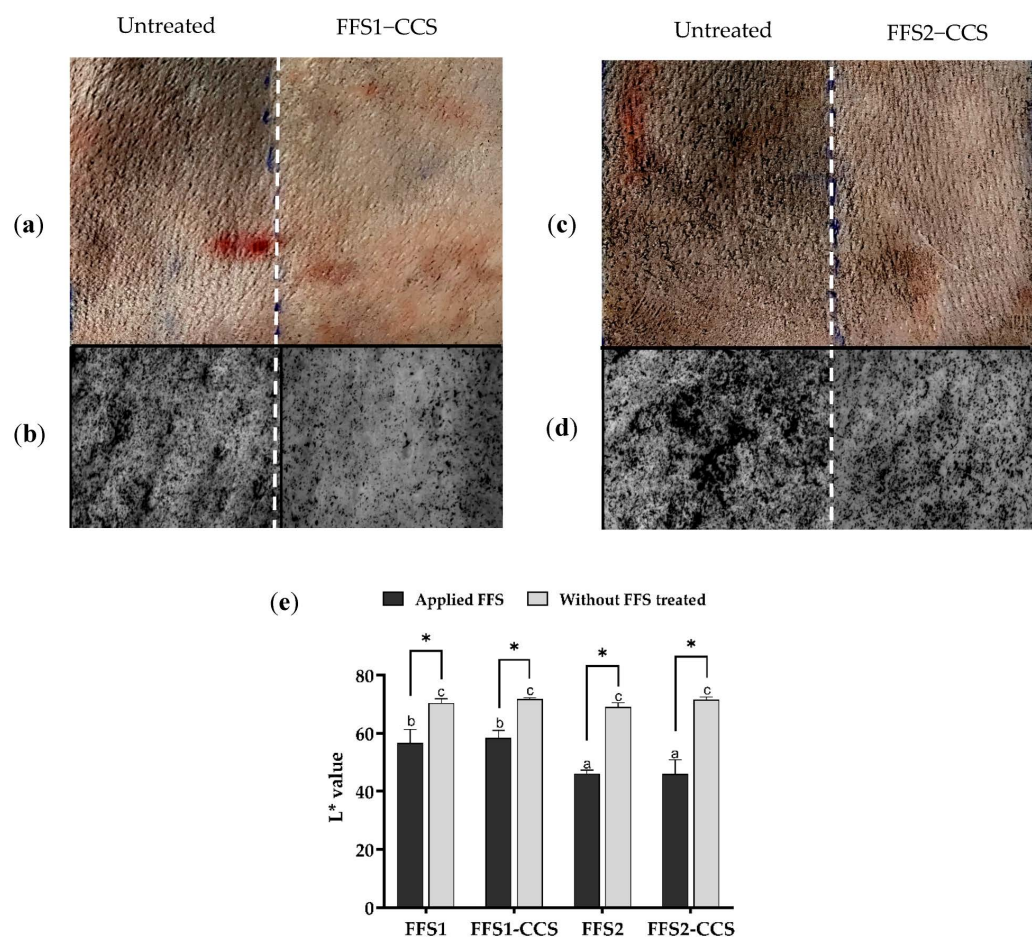 Untreated FFS1–CCS Untreated FFS2–CCS
(a) (c)
(b) (d)
(e) Applied FFS Without FFS treated
* * * *
80
60
40
20
0
L* value
b c b c a c a c
FFS1 FFS1-CCS FFS2 FFS2-CCS